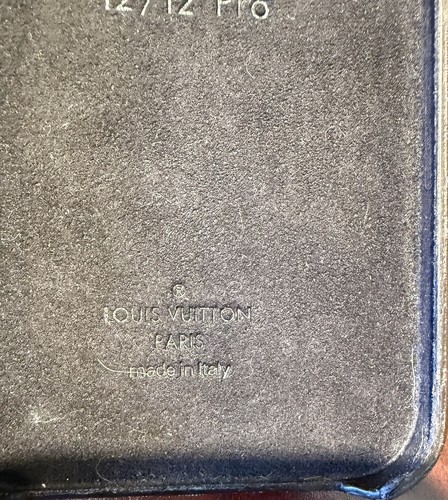 12/12 Pro
®
LOUIS VUITTON
PARIS
made in Italy